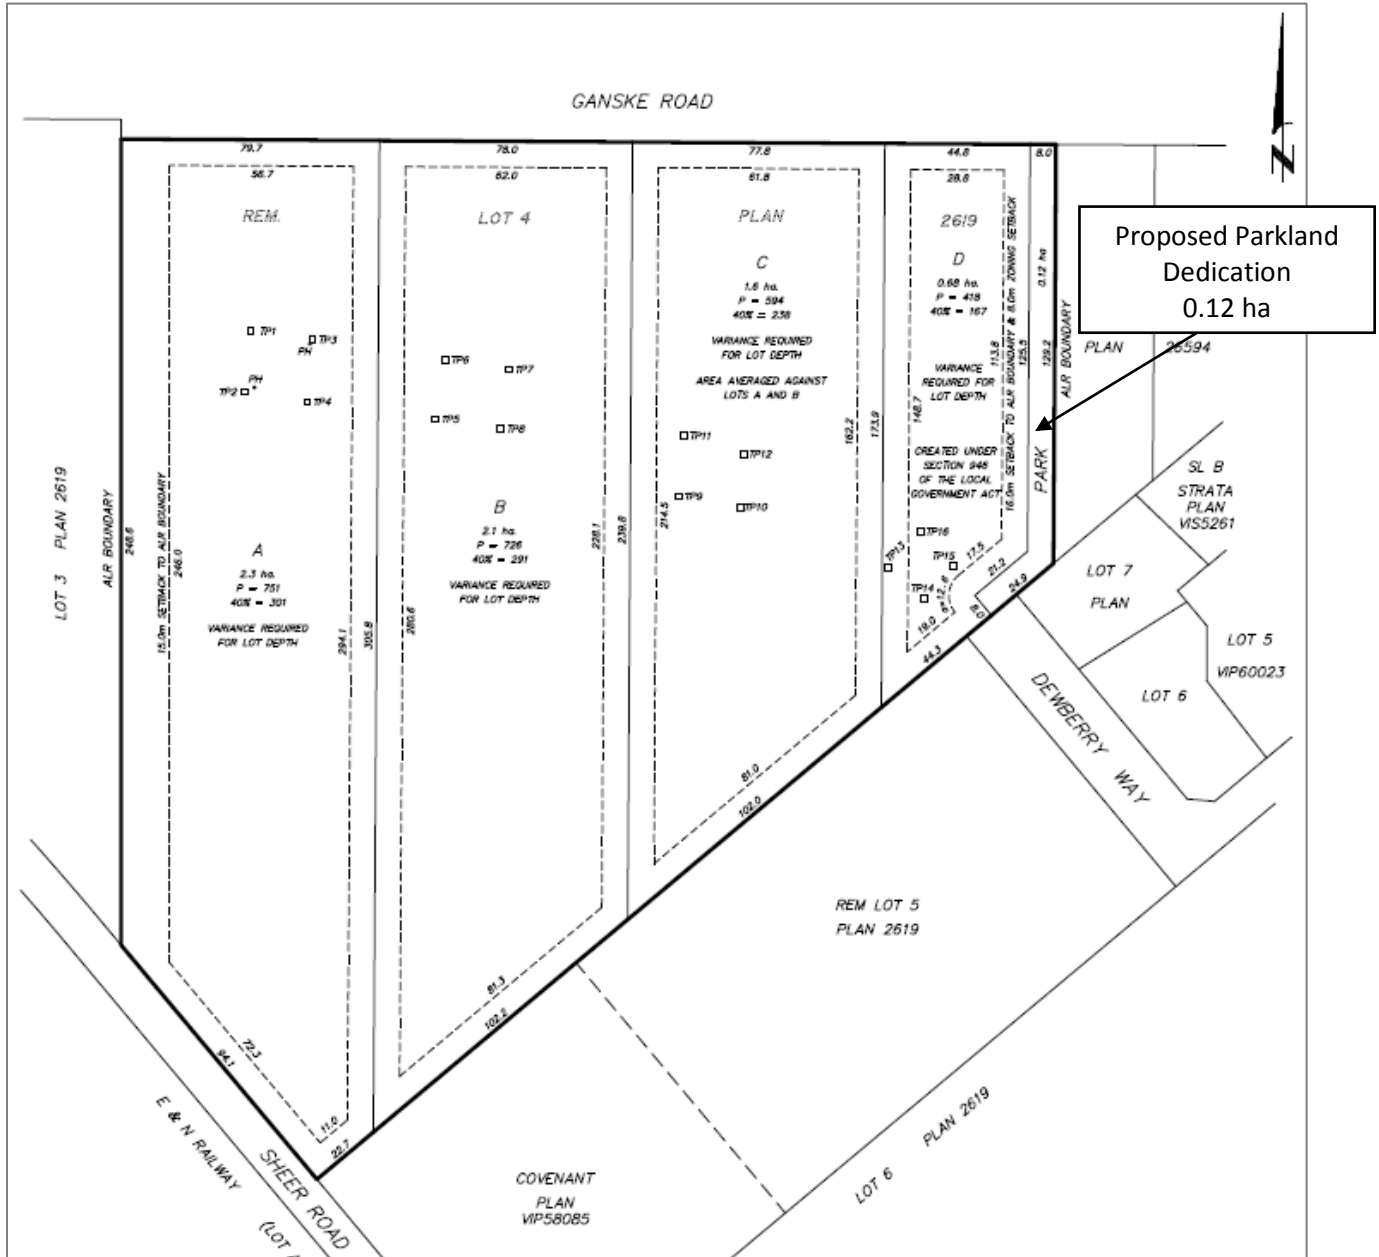 GANSKE ROAD
N
79.7
78.0
77.8
44.8
8.0
56.7
62.0
61.8
28.8
REM.
LOT 4
PLAN
2619
Proposed Parkland
Dedication
0.12 ha
C
1.6 ha.
P = 594
40% = 238
VARIANCE REQUIRED
FOR LOT DEPTH
AREA AVERAGED AGAINST
LOTS A AND B
D
0.68 ha.
P = 418
40% = 167
VARIANCE
REQUIRED FOR
LOT DEPTH
CREATED UNDER
SECTION 946
OF THE LOCAL
GOVERNMENT ACT
16.0m SETBACK TO ALR BOUNDARY & 8.0m ZONING SETBACK
0.12 ha
113.8
125.5
129.2
ALR BOUNDARY
PARK
PLAN
26594
TP1
TP3
PH
PH
TP2
TP4
TP6
TP7
TP5
TP8
TP11
TP12
TP9
TP10
TP13
TP16
TP15
TP14
148.7
162.2
173.9
214.5
LOT 3 PLAN 2619
ALR BOUNDARY
248.6
15.0m SETBACK TO ALR BOUNDARY
246.0
A
2.3 ha.
P = 751
40% = 301
VARIANCE REQUIRED
FOR LOT DEPTH
294.1
305.8
280.6
B
2.1 ha.
P = 726
40% = 291
VARIANCE REQUIRED
FOR LOT DEPTH
228.1
239.8
17.5
21.2
24.9
8.0
19.0
44.3
SL B
STRATA
PLAN
VIS5261
LOT 7
PLAN
LOT 5
VIP60023
LOT 6
DEWBERRY WAY
81.0
102.0
81.3
102.2
72.3
94.1
11.0
22.7
REM LOT 5
PLAN 2619
E & N RAILWAY
SHEER ROAD
(LOT
COVENANT
PLAN
VIP58085
LOT 6 PLAN 2619